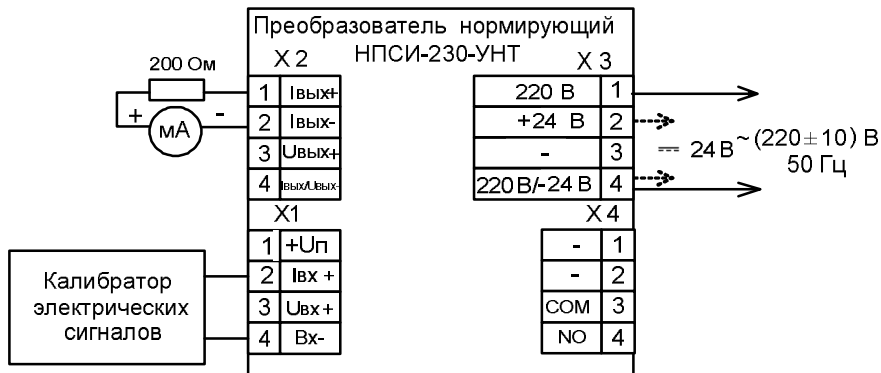 Преобразователь нормирующий
НПСИ-230-УНТ
X 2
X 3
200 Ом
+
-
мА
1 Iвых+
2 Iвых-
3 Uвых+
4 Iвых/Uвых-
220 В 1
+24 В 2
- 3
220 В/-24 В 4
= 24 В
~(220±10) В
50 Гц
X1
X 4
1 +Uп
2 Iвх +
3 Uвх +
4 Вх-
- 1
- 2
COM 3
NO 4
Калибратор
электрических
сигналов